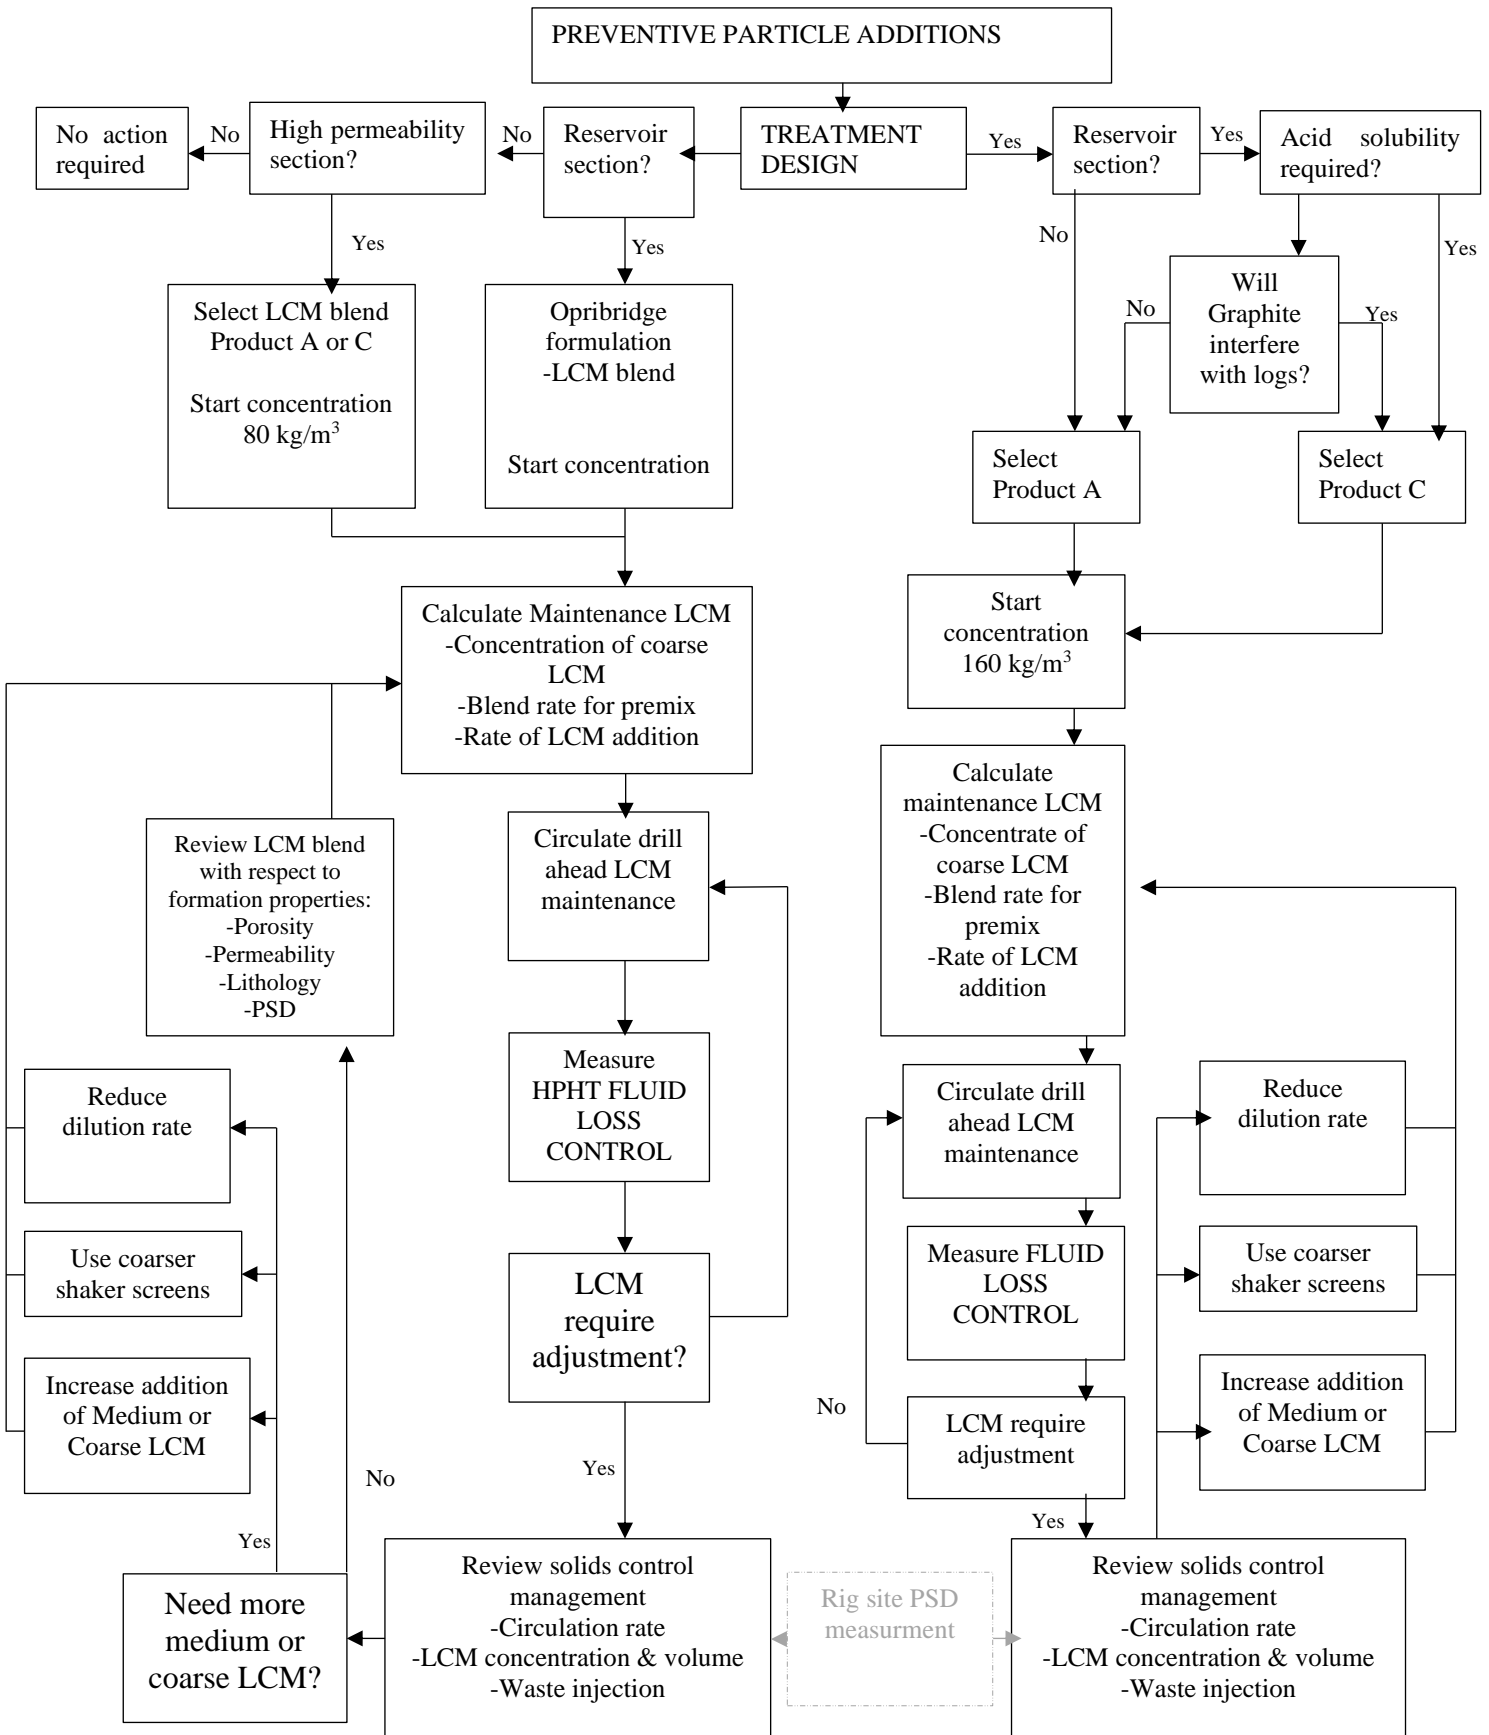 PREVENTIVE PARTICLE ADDITIONS
No action
required
No
High permeability
section?
No
Reservoir
section?
TREATMENT
DESIGN
Yes
Reservoir
section?
Yes
Acid solubility
required?
Yes
Yes
No
Yes
Select LCM blend
Product A or C
Start concentration
80 kg/m³
Opribridge
formulation
-LCM blend
Start concentration
No
Will
Graphite
interfere
with logs?
Yes
Select
Product A
Select
Product C
Calculate Maintenance LCM
-Concentration of coarse
LCM
-Blend rate for premix
-Rate of LCM addition
Start
concentration
160 kg/m³
Review LCM blend
with respect to
formation properties:
-Porosity
-Permeability
-Lithology
-PSD
Circulate drill
ahead LCM
maintenance
Calculate
maintenance LCM
-Concentrate of
coarse LCM
-Blend rate for
premix
-Rate of LCM
addition
Reduce
dilution rate
Measure
HPHT FLUID
LOSS
CONTROL
Circulate drill
ahead LCM
maintenance
Reduce
dilution rate
Use coarser
shaker screens
LCM
require
adjustment?
Measure FLUID
LOSS
CONTROL
Use coarser
shaker screens
Increase addition
of Medium or
Coarse LCM
No
LCM require
adjustment
Increase addition
of Medium or
Coarse LCM
No
Yes
Yes
Yes
Need more
medium or
coarse LCM?
Review solids control
management
-Circulation rate
-LCM concentration & volume
-Waste injection
Rig site PSD
measurment
Review solids control
management
-Circulation rate
-LCM concentration & volume
-Waste injection